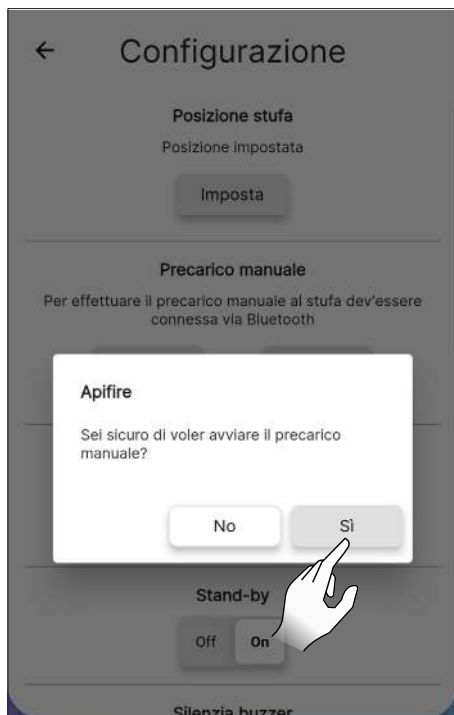 Configurazione
Posizione stufa
Posizione impostata
Imposta
Precarico manuale
Per effettuare il precarico manuale al stufa dev'essere
connessa via Bluetooth
Apifire
Sei sicuro di voler avviare il precarico
manuale?
No Sì
Stand-by
Off On
Silenzia buzzer